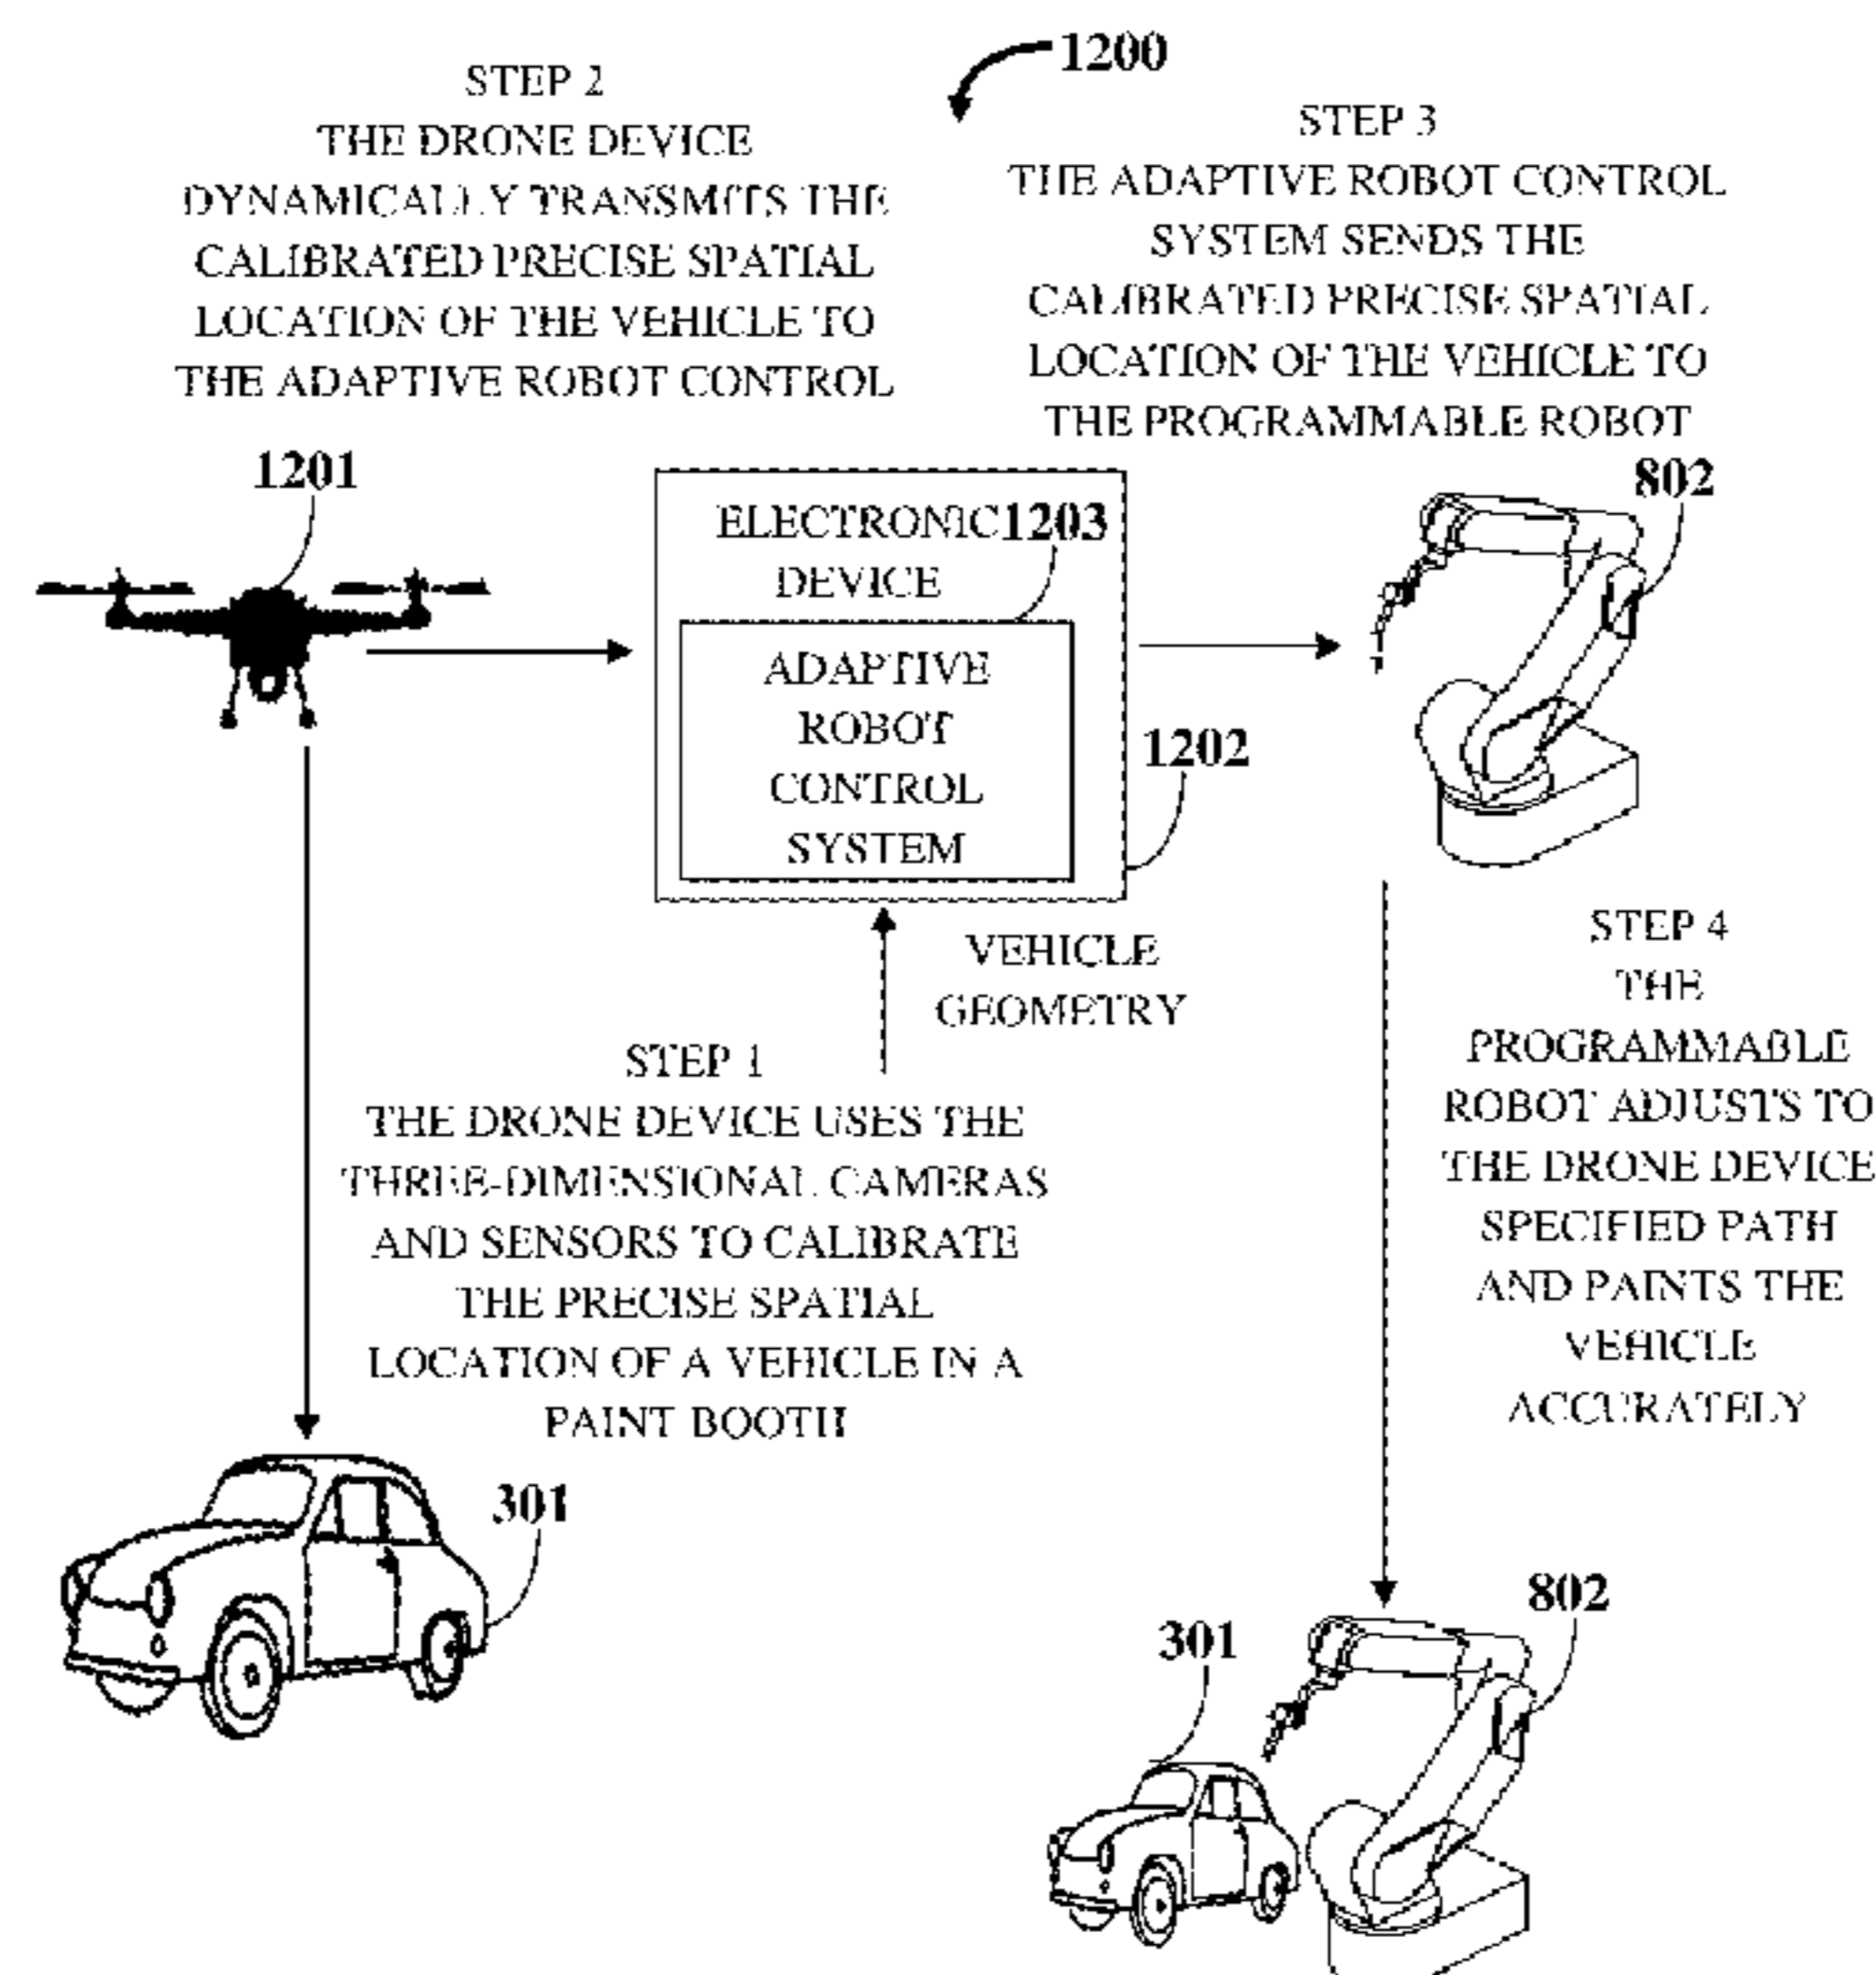 1200
STEP 2
THE DRONE DEVICE
DYNAMICALLY TRANSMITS THE
CALIBRATED PRECISE SPATIAL
LOCATION OF THE VEHICLE TO
THE ADAPTIVE ROBOT CONTROL
STEP 3
THE ADAPTIVE ROBOT CONTROL
SYSTEM SENDS THE
CALIBRATED PRECISE SPATIAL
LOCATION OF THE VEHICLE TO
THE PROGRAMMABLE ROBOT
1201
ELECTRONIC
DEVICE
1203
ADAPTIVE
ROBOT
CONTROL
SYSTEM
1202
802
VEHICLE
GEOMETRY
STEP 1
THE DRONE DEVICE USES THE
THREE-DIMENSIONAL CAMERAS
AND SENSORS TO CALIBRATE
THE PRECISE SPATIAL
LOCATION OF A VEHICLE IN A
PAINT BOOTH
STEP 4
THE
PROGRAMMABLE
ROBOT ADJUSTS TO
THE DRONE DEVICE
SPECIFIED PATH
AND PAINTS THE
VEHICLE
ACCURATELY
301
301
802